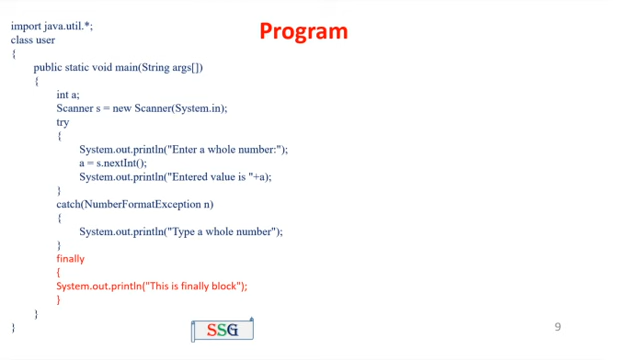 Program
import java.util.*;
class user
{
public static void main(String args[])
{
int a;
Scanner s = new Scanner(System.in);
try
{
System.out.println("Enter a whole number:");
a = s.nextInt();
System.out.println("Entered value is "+a);
}
catch(NumberFormatException n)
{
System.out.println("Type a whole number");
}
finally
{
System.out.println("This is finally block");
}
}
}
SSG
9